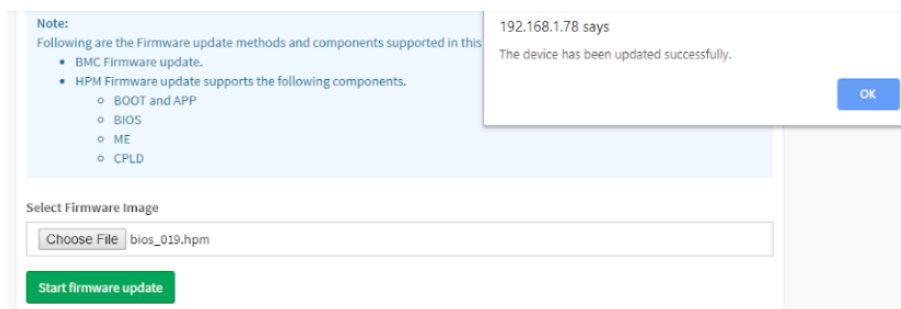 Note:
Following are the Firmware update methods and components supported in this
• BMC Firmware update.
• HPM Firmware update supports the following components.
○ BOOT and APP
○ BIOS
○ ME
○ CPLD
192.168.1.78 says
The device has been updated successfully.
OK
Select Firmware Image
Choose File bios_019.hpm
Start firmware update